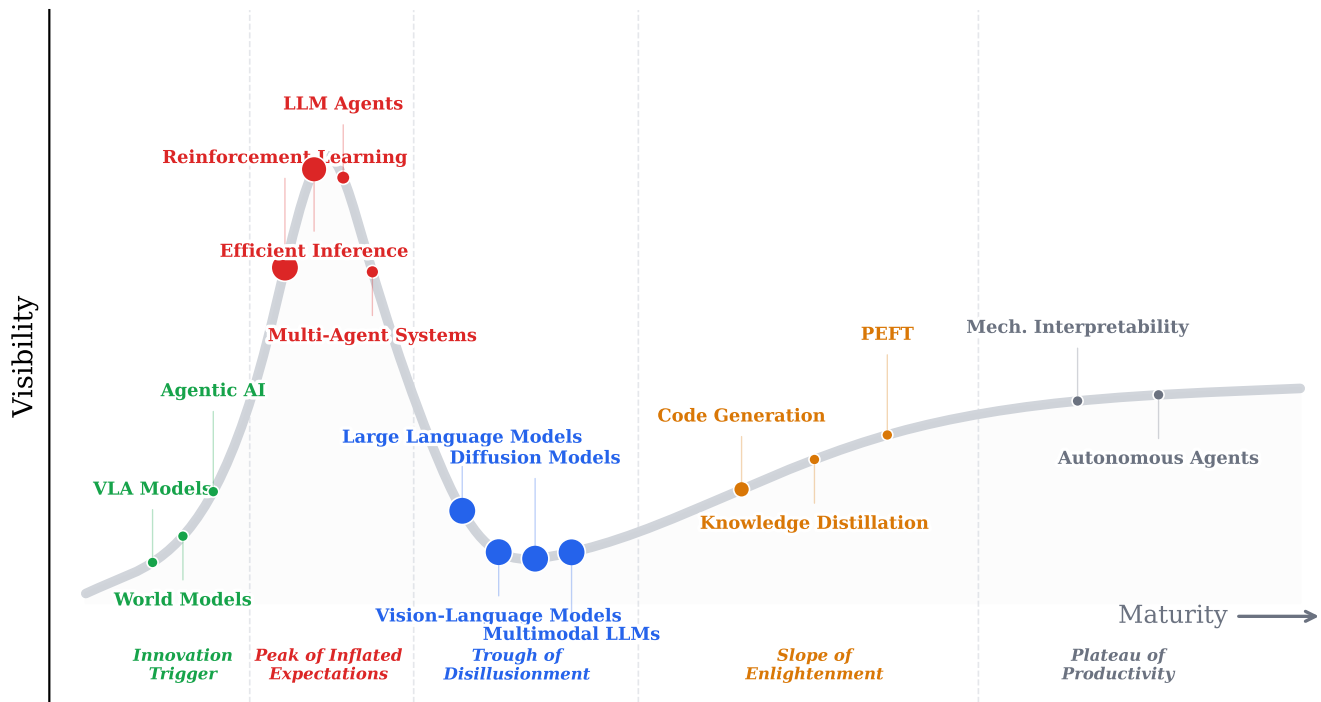 LLM Agents
Reinforcement Learning
Efficient Inference
Multi-Agent Systems
Agentic AI
VLA Models
World Models
Large Language Models
Diffusion Models
Vision-Language Models
Multimodal LLMs
Code Generation
PEFT
Knowledge Distillation
Mech. Interpretability
Autonomous Agents
Visibility
Maturity
Innovation
Trigger
Peak of Inflated
Expectations
Trough of
Disillusionment
Slope of
Enlightenment
Plateau of
Productivity